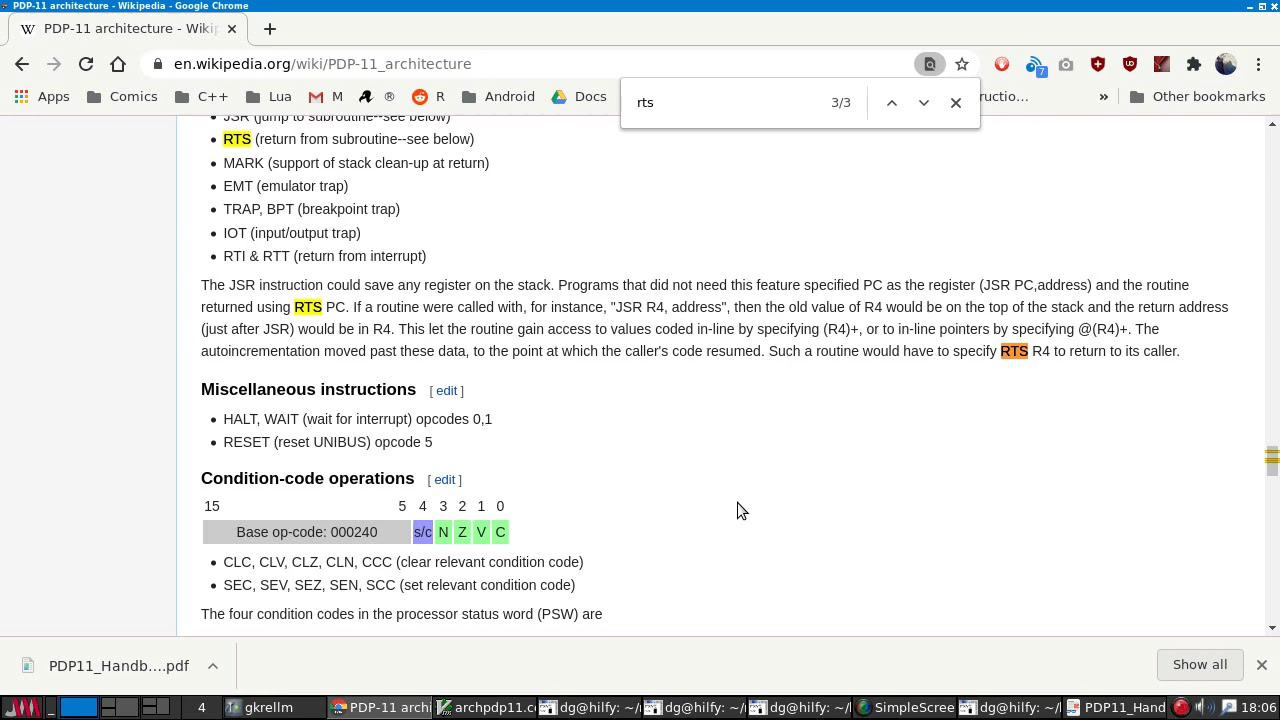 PDP-11 architecture - Wikipedia - Google Chrome
PDP-11 architecture - Wiki
en.wikipedia.org/wiki/PDP-11_architecture
7
Apps
Comics
C++
Lua
M
R
Android
Docs
Other bookmarks
rts
3/3
JSR (jump to subroutine--see below)
RTS (return from subroutine--see below)
MARK (support of stack clean-up at return)
EMT (emulator trap)
TRAP, BPT (breakpoint trap)
IOT (input/output trap)
RTI & RTT (return from interrupt)
The JSR instruction could save any register on the stack. Programs that did not need this feature specified PC as the register (JSR PC,address) and the routine
returned using RTS PC. If a routine were called with, for instance, "JSR R4, address", then the old value of R4 would be on the top of the stack and the return address
(just after JSR) would be in R4. This let the routine gain access to values coded in-line by specifying (R4)+, or to in-line pointers by specifying @(R4)+. The
autoincrementation moved past these data, to the point at which the caller's code resumed. Such a routine would have to specify RTS R4 to return to its caller.
Miscellaneous instructions [ edit ]
HALT, WAIT (wait for interrupt) opcodes 0,1
RESET (reset UNIBUS) opcode 5
Condition-code operations [ edit ]
15 5 4 3 2 1 0
Base op-code: 000240 s/c N Z V C
CLC, CLV, CLZ, CLN, CCC (clear relevant condition code)
SEC, SEV, SEZ, SEN, SCC (set relevant condition code)
The four condition codes in the processor status word (PSW) are
PDP11_Handb....pdf
Show all
4
gkrellm
PDP-11 archi
archpdp11.c
dg@hilfy: ~/
dg@hilfy: ~/
dg@hilfy: ~/
SimpleScree
dg@hilfy: ~/
PDP11_Hand
18:06